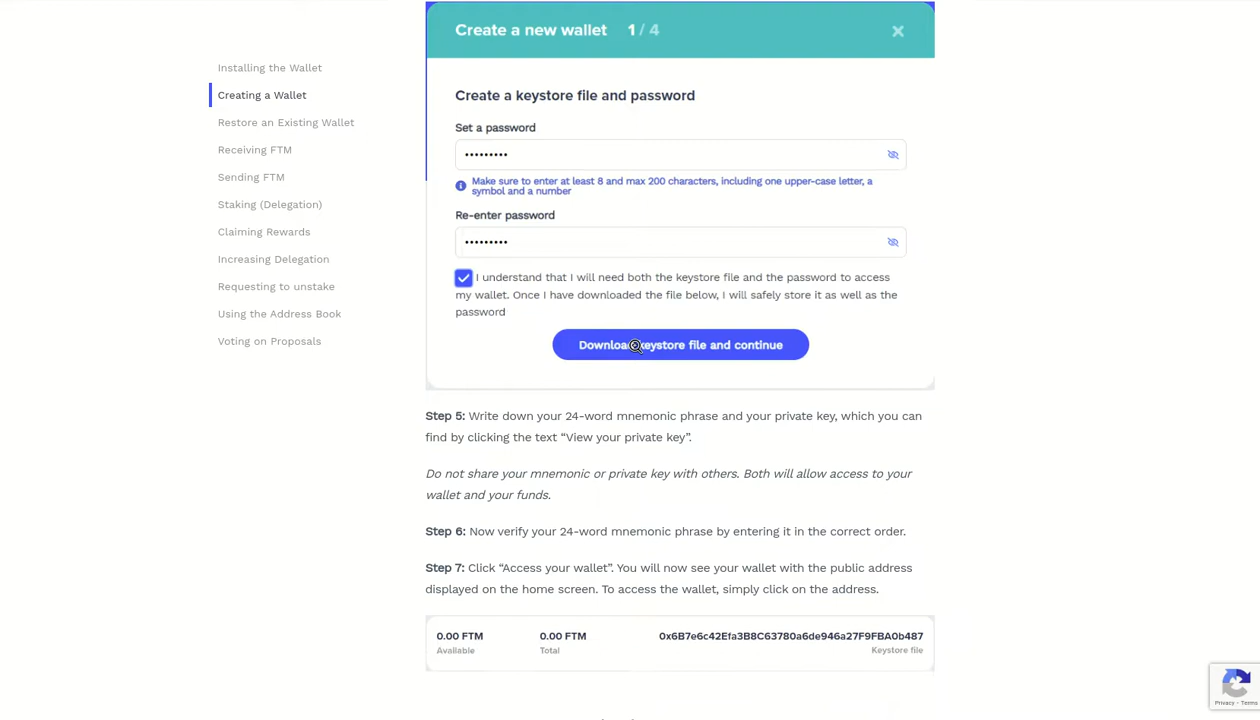 Create a new wallet 1 / 4
Installing the Wallet
Creating a Wallet
Restore an Existing Wallet
Receiving FTM
Sending FTM
Staking (Delegation)
Claiming Rewards
Increasing Delegation
Requesting to unstake
Using the Address Book
Voting on Proposals
Create a keystore file and password
Set a password
Make sure to enter at least 8 and max 200 characters, including one upper-case letter, a
symbol and a number
Re-enter password
I understand that I will need both the keystore file and the password to access
my wallet. Once I have downloaded the file below, I will safely store it as well as the
password
Download keystore file and continue
Step 5: Write down your 24-word mnemonic phrase and your private key, which you can
find by clicking the text “View your private key”.
Do not share your mnemonic or private key with others. Both will allow access to your
wallet and your funds.
Step 6: Now verify your 24-word mnemonic phrase by entering it in the correct order.
Step 7: Click “Access your wallet”. You will now see your wallet with the public address
displayed on the home screen. To access the wallet, simply click on the address.
0.00 FTM 0.00 FTM 0x6B7e6c42Efa3B8C63780a6de946a27F9FBA0b487
Available Total Keystore file
Privacy - Terms